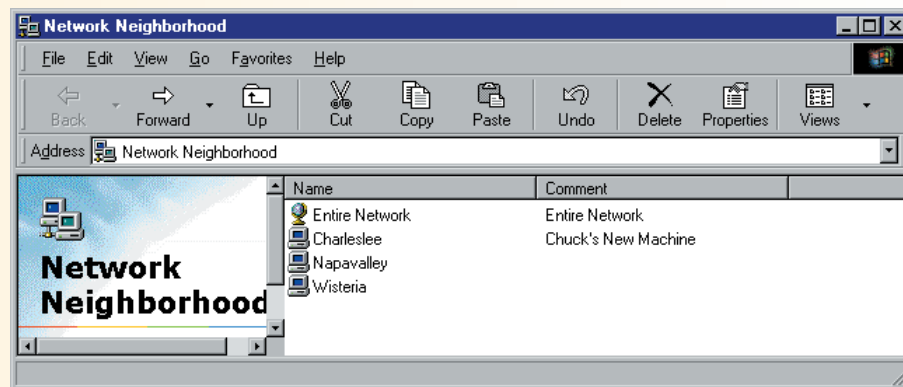 Network Neighborhood
File Edit View Go Favorites Help
Back Forward Up Cut Copy Paste Undo Delete Properties Views
Address Network Neighborhood
Name Comment
Entire Network Entire Network
Charleslee Chuck's New Machine
Napavalley
Wisteria
Network
Neighborhood